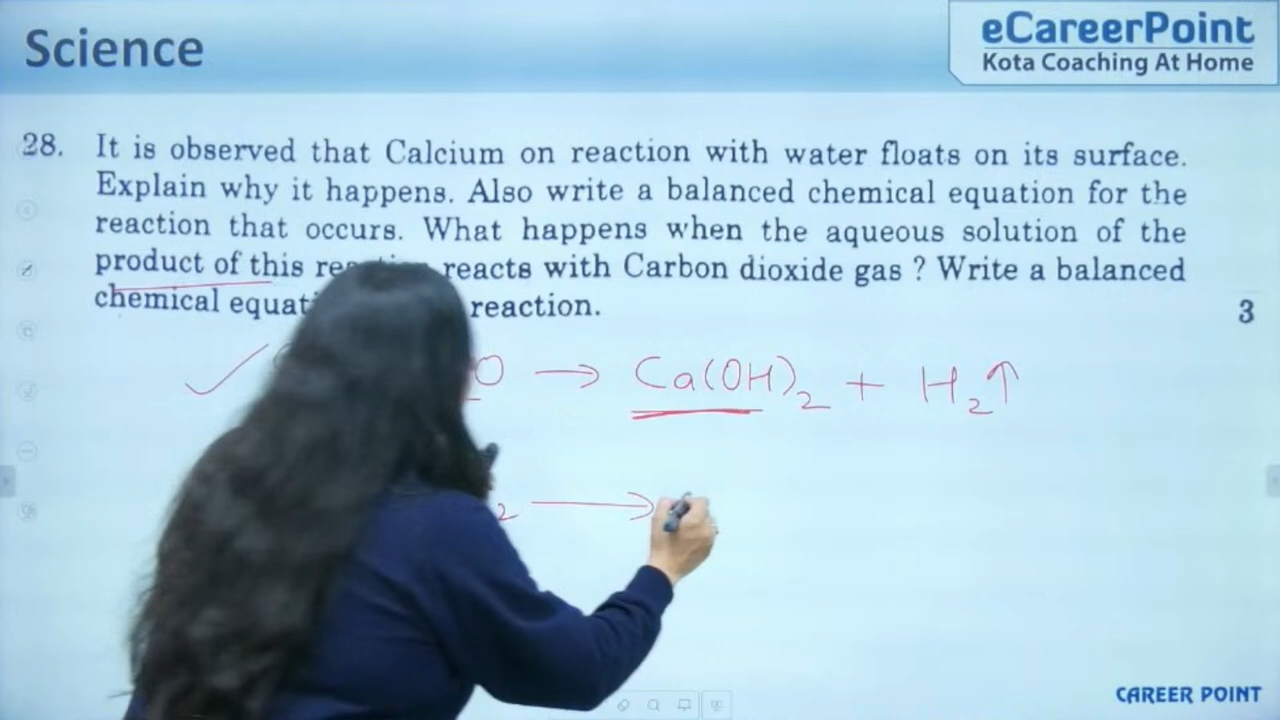 Science
eCareerPoint
Kota Coaching At Home
28. It is observed that Calcium on reaction with water floats on its surface.
Explain why it happens. Also write a balanced chemical equation for the
reaction that occurs. What happens when the aqueous solution of the
product of this reacts with Carbon dioxide gas ? Write a balanced
chemical reaction.
3
O → Ca(OH)₂ + H₂↑
₂ →
CAREER POINT